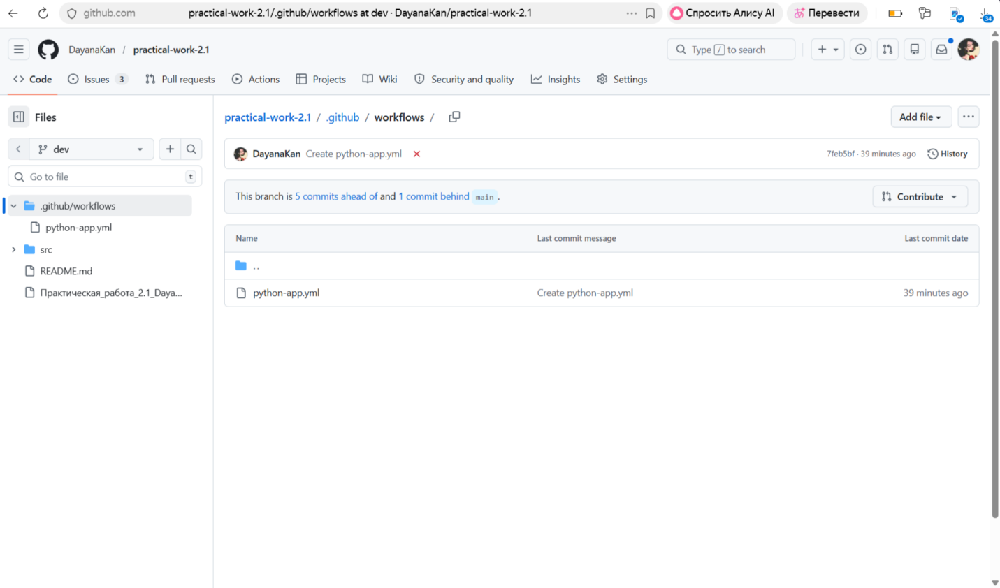 github.com practical-work-2.1/.github/workflows at dev · DayanaKan/practical-work-2.1 ··· Спросить Алису AI Перевести 34
DayanaKan / practical-work-2.1 Type / to search
Code Issues 3 Pull requests Actions Projects Wiki Security and quality Insights Settings
Files
dev
Go to file t
.github/workflows
python-app.yml
src
README.md
Практическая_работа_2.1_Daya...
practical-work-2.1 / .github / workflows / Add file ···
DayanaKan Create python-app.yml 7feb5bf · 39 minutes ago History
This branch is 5 commits ahead of and 1 commit behind main . Contribute
Name Last commit message Last commit date
..
python-app.yml Create python-app.yml 39 minutes ago